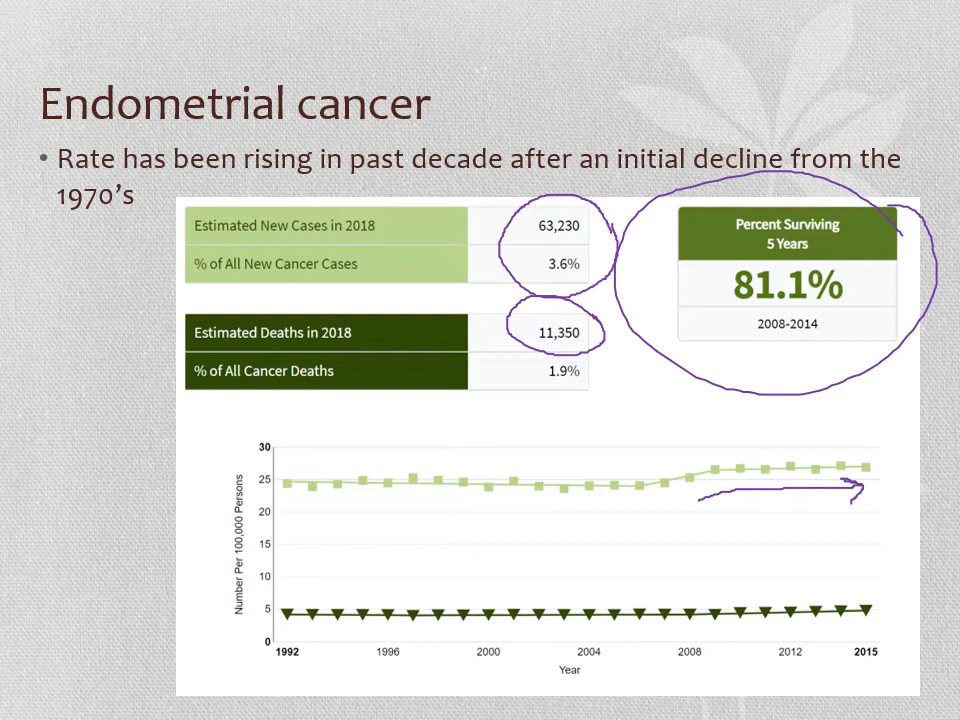 Endometrial cancer
• Rate has been rising in past decade after an initial decline from the
1970’s
Estimated New Cases in 2018 63,230
% of All New Cancer Cases 3.6%
Estimated Deaths in 2018 11,350
% of All Cancer Deaths 1.9%
Percent Surviving
5 Years
81.1%
2008-2014
30
25
20
15
10
5
0
Number Per 100,000 Persons
1992 1996 2000 2004 2008 2012 2015
Year